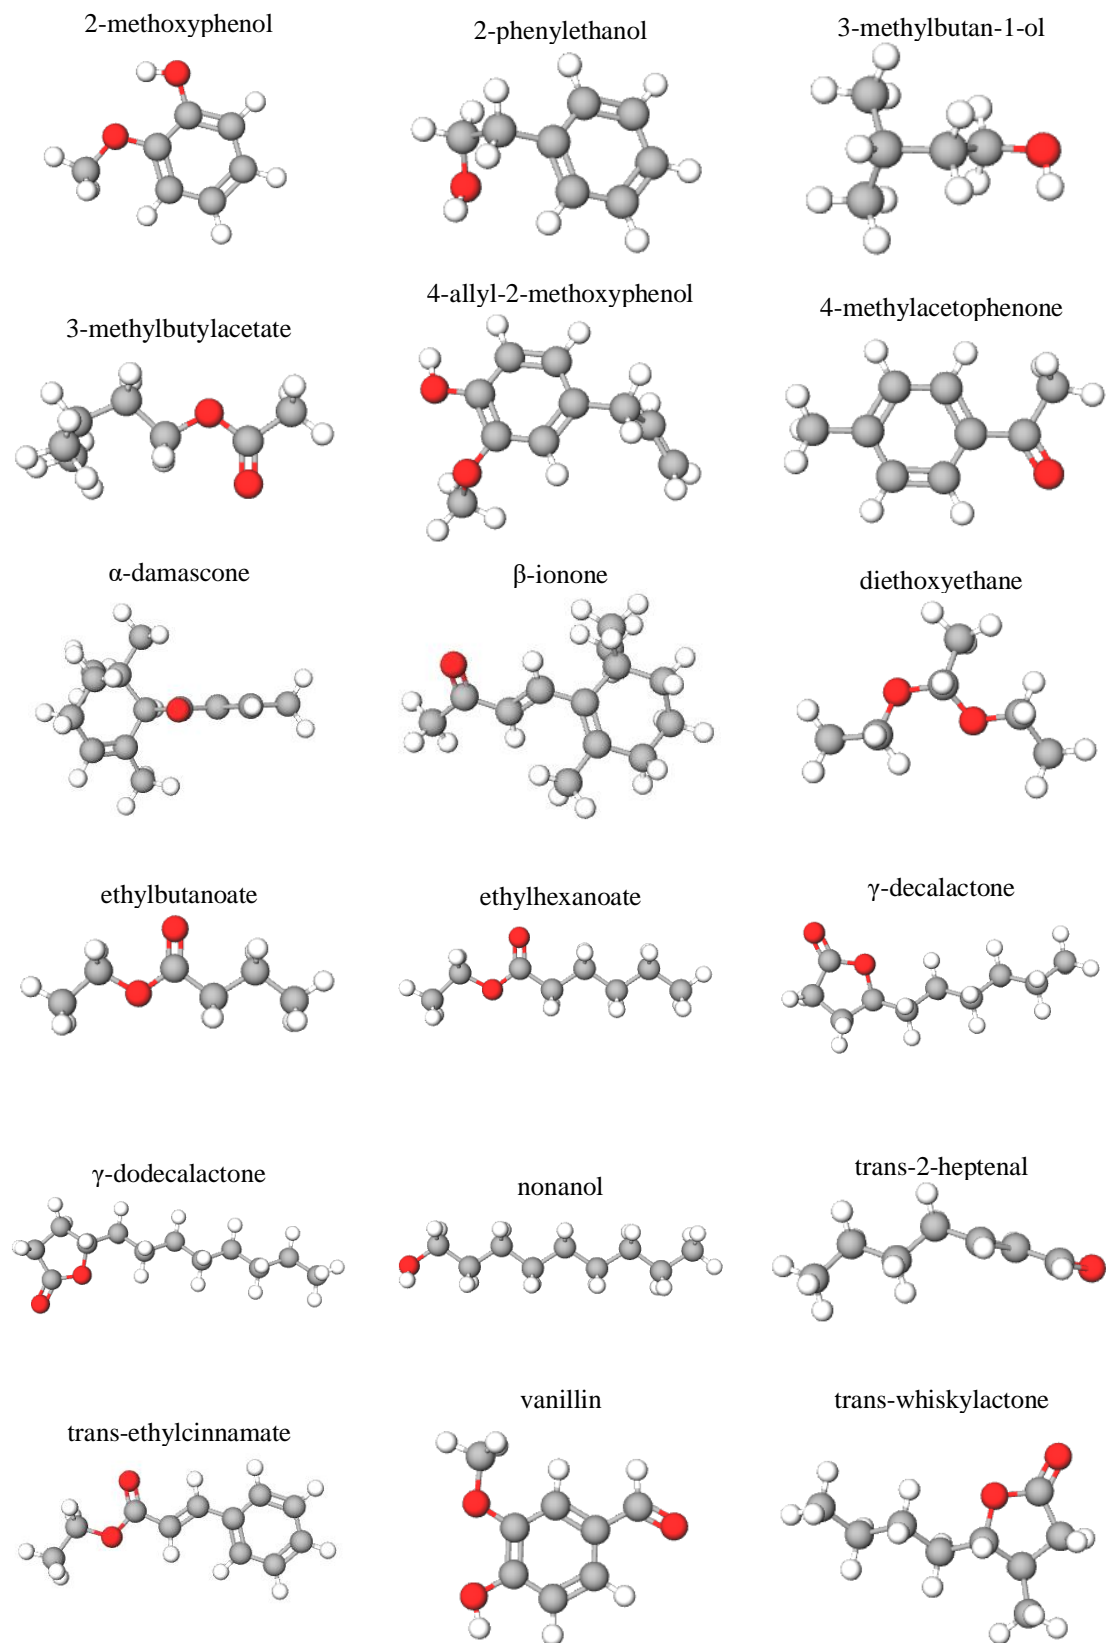 2-methoxyphenol
2-phenylethanol
3-methylbutan-1-ol
3-methylbutylacetate
4-allyl-2-methoxyphenol
4-methylacetophenone
α-damascone
β-ionone
diethoxyethane
ethylbutanoate
ethylhexanoate
γ-decalactone
γ-dodecalactone
nonanol
trans-2-heptenal
trans-ethylcinnamate
vanillin
trans-whiskylactone